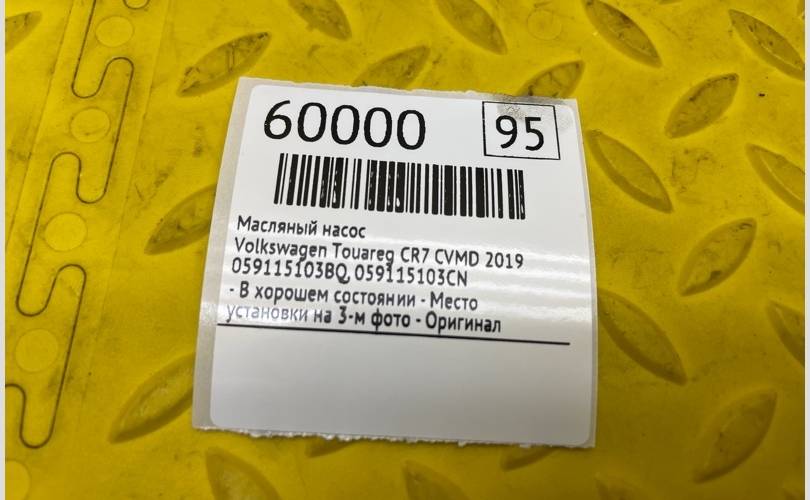 60000 95
Масляный насос
Volkswagen Touareg CR7 CVMD 2019
059115103BQ, 059115103CN
- В хорошем состоянии - Место
установки на 3-м фото - Оригинал